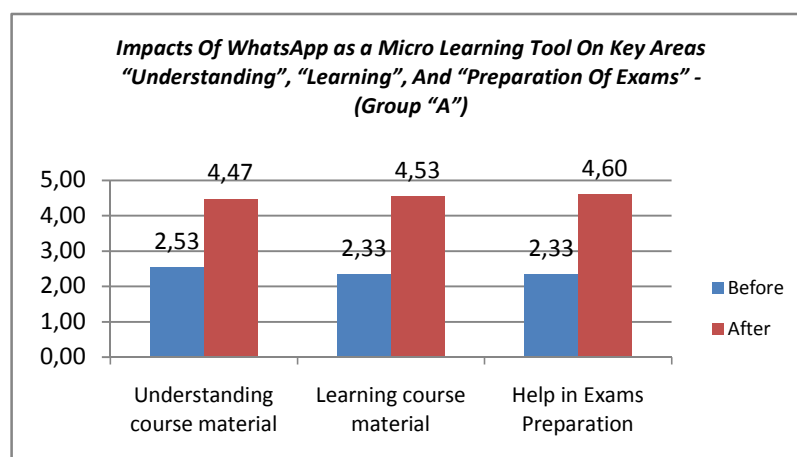 Impacts Of WhatsApp as a Micro Learning Tool On Key Areas
“Understanding”, “Learning”, And “Preparation Of Exams” -
(Group “A”)
4,47
4,53
4,60
5,00
4,00
3,00
2,53
2,33
2,33
2,00
1,00
0,00
Before
After
Understanding
course material
Learning course
material
Help in Exams
Preparation